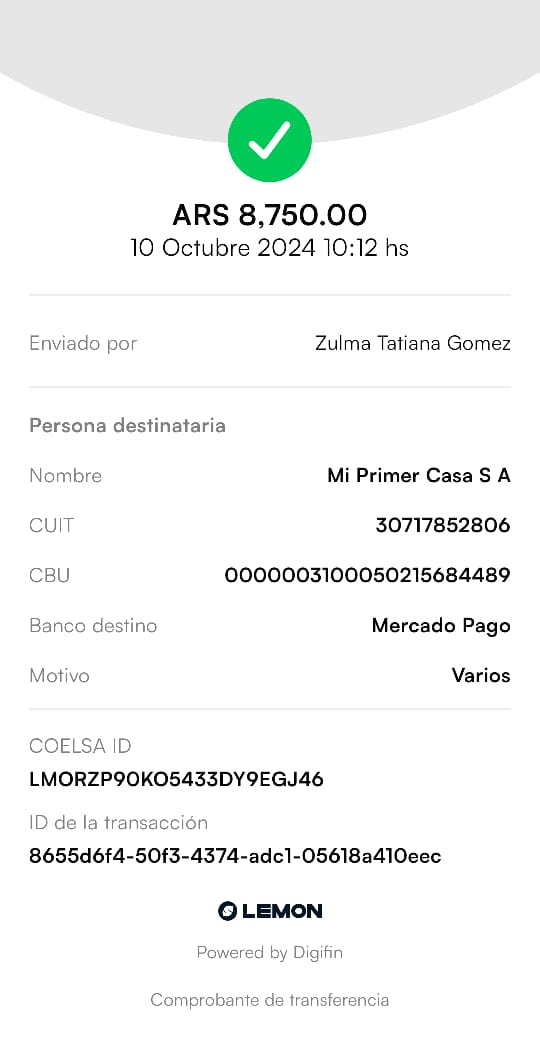 ARS 8,750.00
10 Octubre 2024 10:12 hs
Enviado por Zulma Tatiana Gomez
Persona destinataria
Nombre Mi Primer Casa S A
CUIT 30717852806
CBU 0000003100050215684489
Banco destino Mercado Pago
Motivo Varios
COELSA ID
LMORZP90KO5433DY9EGJ46
ID de la transacción
8655d6f4-50f3-4374-adc1-05618a410eec
LEMON
Powered by Digifin
Comprobante de transferencia